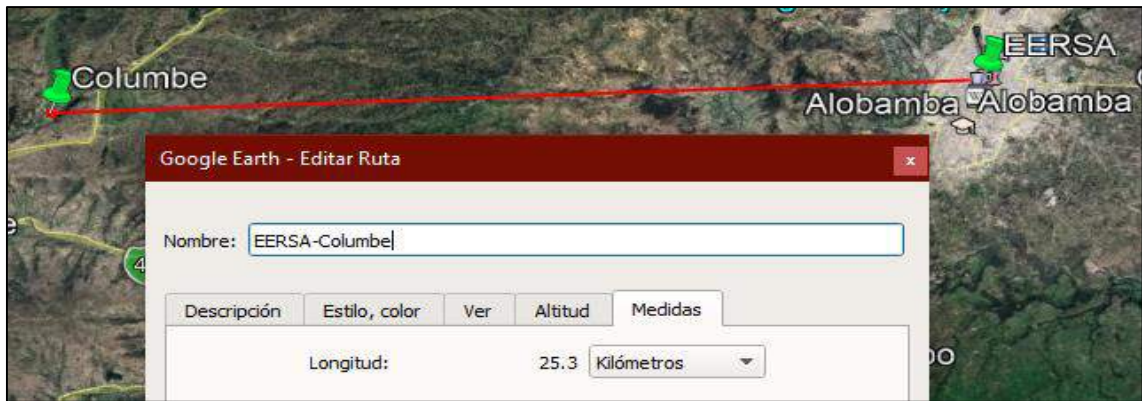 EERSA
Columbe
Alobamba Alobamba
Google Earth - Editar Ruta
x
Nombre: EERSA-Columbe
4
Descripción Estilo, color Ver Altitud Medidas
Longitud: 25.3 Kilómetros